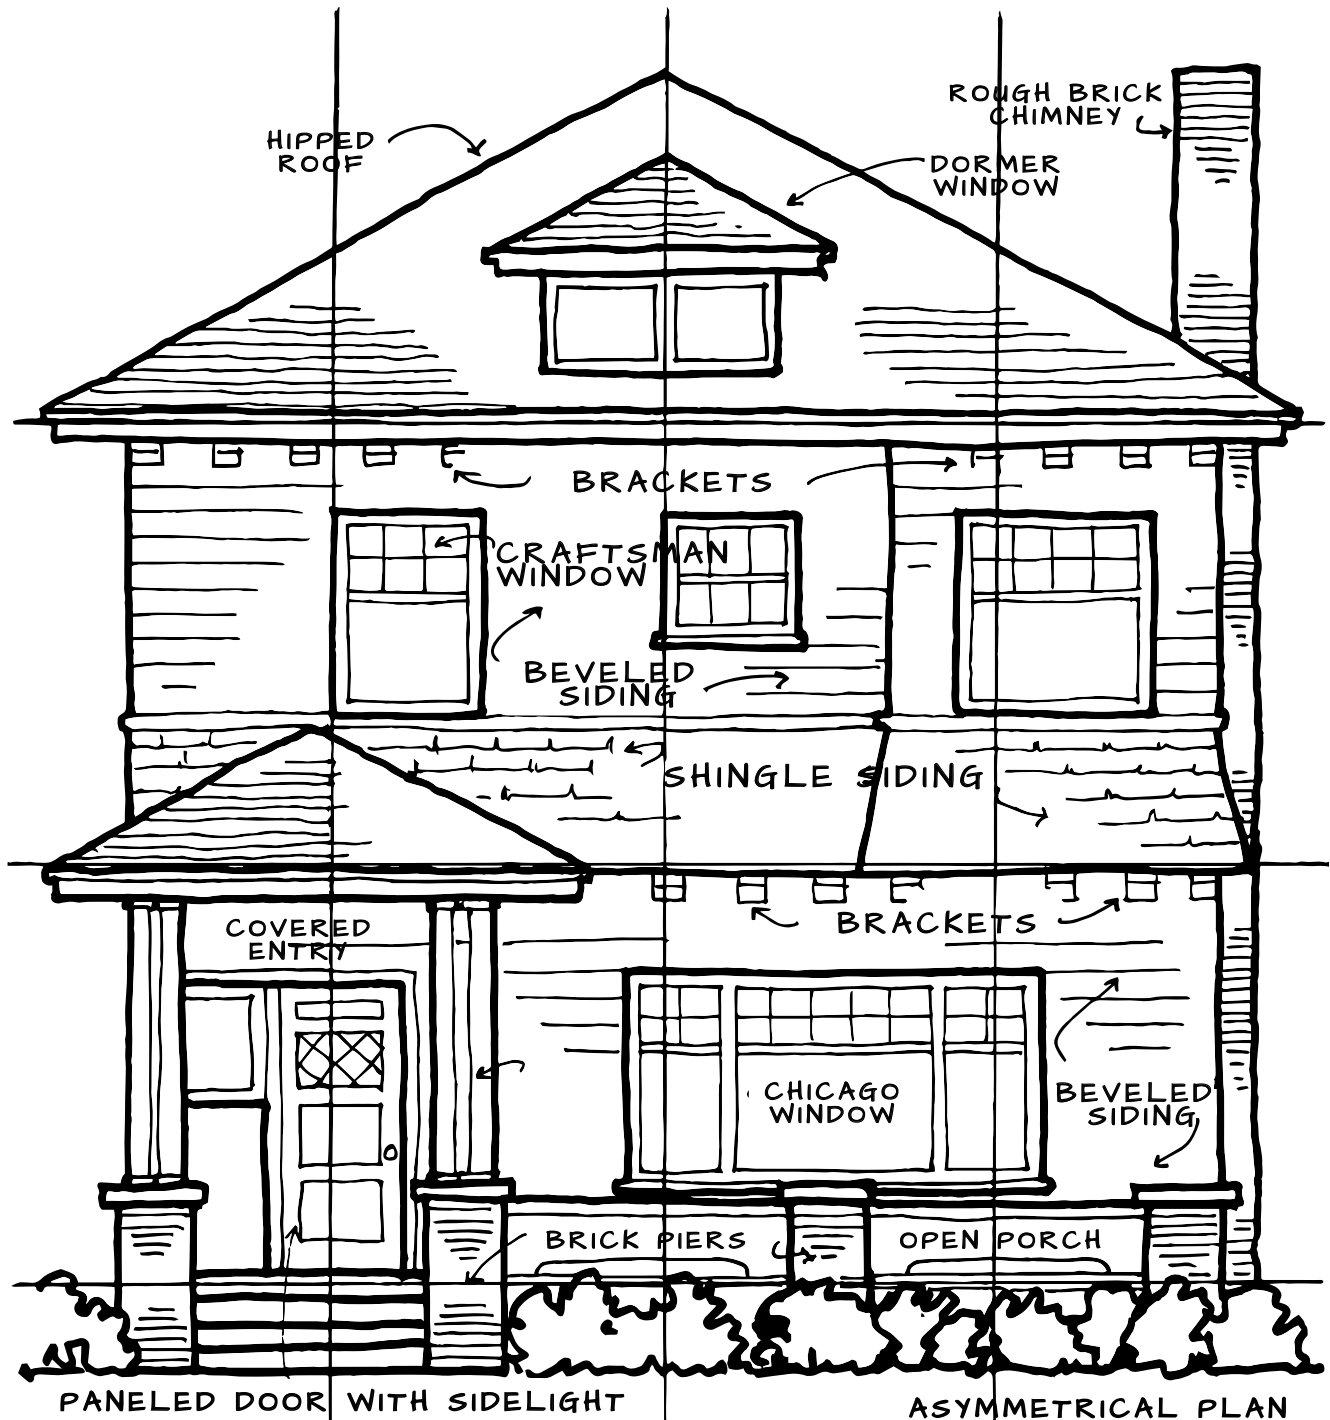 ROUGH BRICK
CHIMNEY
HIPPED
ROOF
DORMER
WINDOW
BRACKETS
CRAFTSMAN
WINDOW
BEVELED
SIDING
SHINGLE SIDING
COVERED
ENTRY
BRACKETS
CHICAGO
WINDOW
BEVELED
SIDING
BRICK PIERS
OPEN PORCH
PANELED DOOR WITH SIDELIGHT
ASYMMETRICAL PLAN